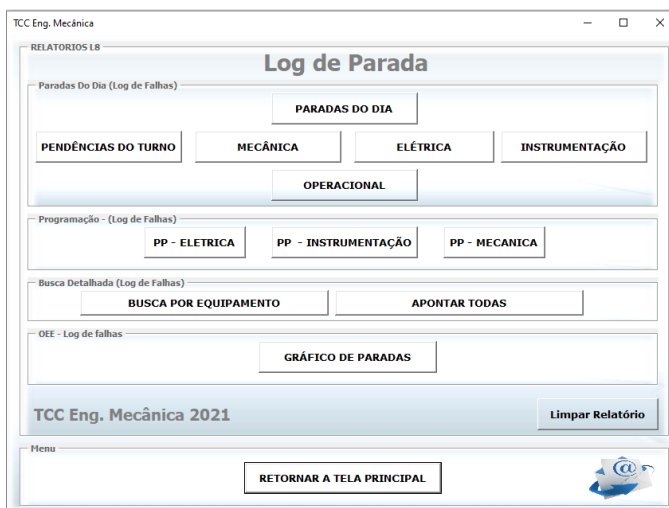 TCC Eng. Mecânica
RELATORIOS L8
Log de Parada
Paradas Do Dia (Log de Falhas)
PARADAS DO DIA
PENDÊNCIAS DO TURNO MECÂNICA ELÉTRICA INSTRUMENTAÇÃO
OPERACIONAL
Programação - (Log de Falhas)
PP - ELETRICA PP - INSTRUMENTAÇÃO PP - MECANICA
Busca Detalhada (Log de Falhas)
BUSCA POR EQUIPAMENTO APONTAR TODAS
OEE - Log de falhas
GRÁFICO DE PARADAS
TCC Eng. Mecânica 2021 Limpar Relatório
Menu
RETORNAR A TELA PRINCIPAL
@